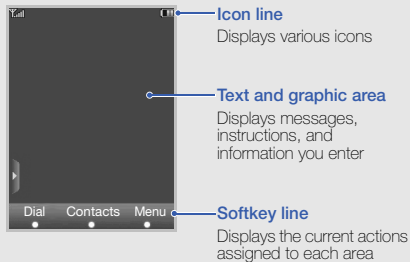 Icon line
Displays various icons
Text and graphic area
Displays messages,
instructions, and
information you enter
Dial Contacts Menu
Softkey line
Displays the current actions
assigned to each area